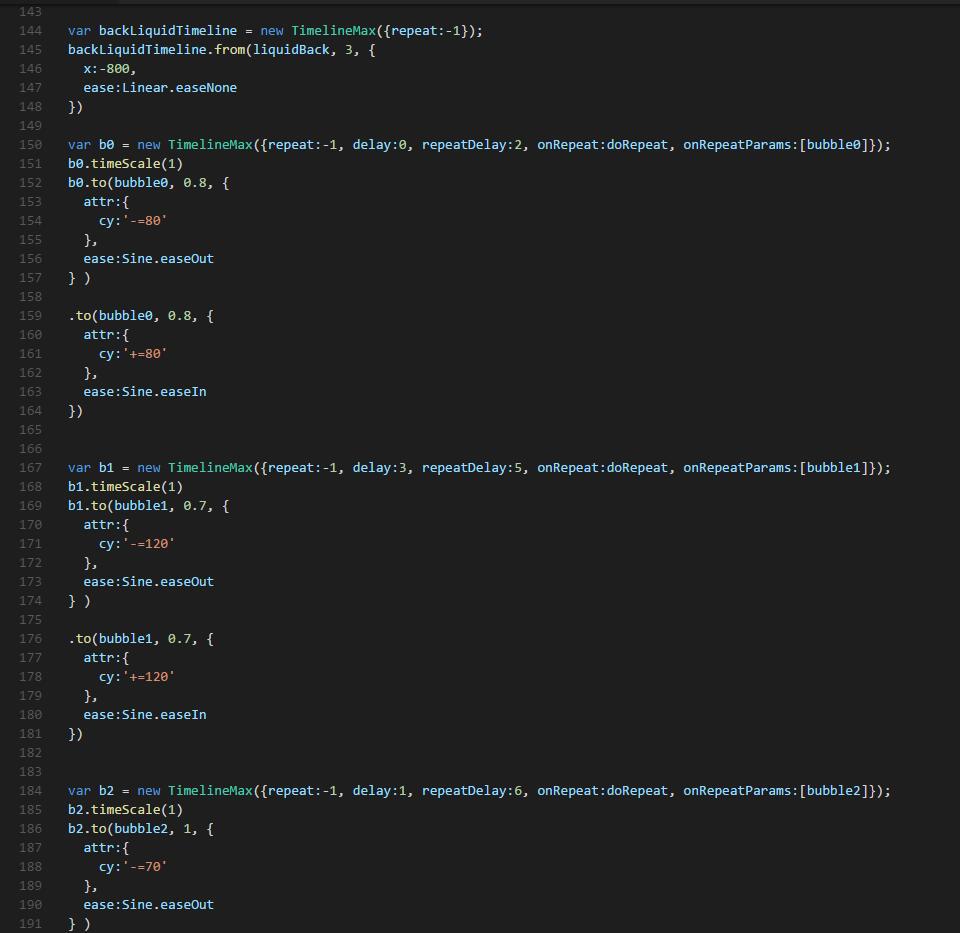 143
144 var backLiquidTimeline = new TimelineMax({repeat:-1});
145 backLiquidTimeline.from(liquidBack, 3, {
146   x:-800,
147   ease:Linear.easeNone
148 })
149
150 var b0 = new TimelineMax({repeat:-1, delay:0, repeatDelay:2, onRepeat:doRepeat, onRepeatParams:[bubble0]});
151 b0.timeScale(1)
152 b0.to(bubble0, 0.8, {
153   attr:{
154     cy:'-=80'
155   },
156   ease:Sine.easeOut
157 } )
158
159 .to(bubble0, 0.8, {
160   attr:{
161     cy:'+=80'
162   },
163   ease:Sine.easeIn
164 })
165
166
167 var b1 = new TimelineMax({repeat:-1, delay:3, repeatDelay:5, onRepeat:doRepeat, onRepeatParams:[bubble1]});
168 b1.timeScale(1)
169 b1.to(bubble1, 0.7, {
170   attr:{
171     cy:'-=120'
172   },
173   ease:Sine.easeOut
174 } )
175
176 .to(bubble1, 0.7, {
177   attr:{
178     cy:'+=120'
179   },
180   ease:Sine.easeIn
181 })
182
183
184 var b2 = new TimelineMax({repeat:-1, delay:1, repeatDelay:6, onRepeat:doRepeat, onRepeatParams:[bubble2]});
185 b2.timeScale(1)
186 b2.to(bubble2, 1, {
187   attr:{
188     cy:'-=70'
189   },
190   ease:Sine.easeOut
191 } )